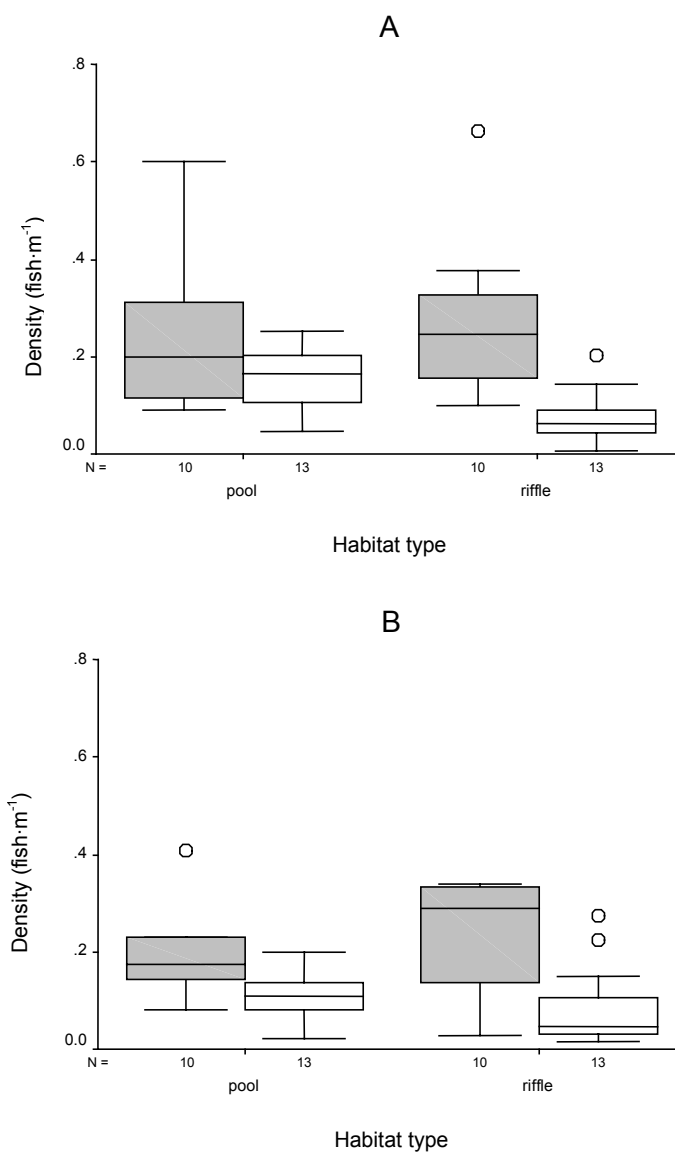 A
.8
.6
.4
.2
0.0
Density (fish·m⁻¹)
N = 10 13 10 13
pool riffle
Habitat type
B
.8
.6
.4
.2
0.0
Density (fish·m⁻¹)
N = 10 13 10 13
pool riffle
Habitat type